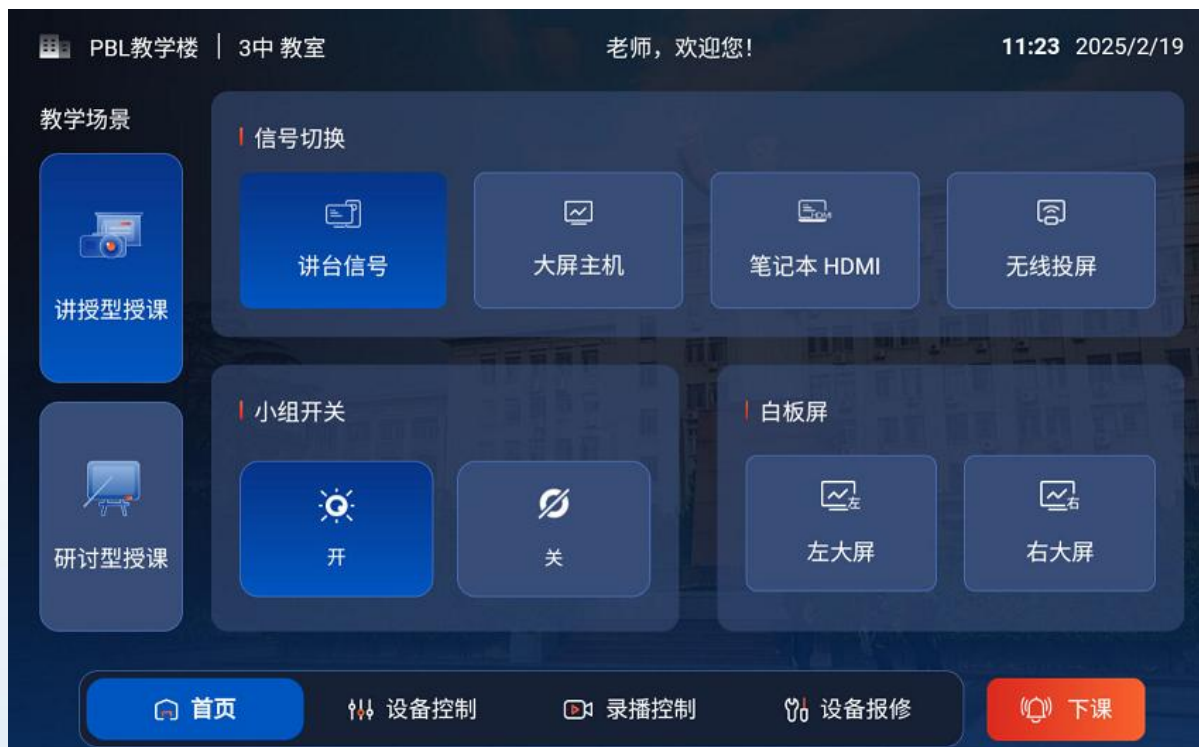 PBL教学楼 | 3中 教室
老师，欢迎您！
11:23 2025/2/19
教学场景
讲授型授课
研讨型授课
信号切换
讲台信号
大屏主机
HDMI
笔记本 HDMI
无线投屏
小组开关
开
关
白板屏
左
左大屏
右
右大屏
首页
设备控制
录播控制
设备报修
下课